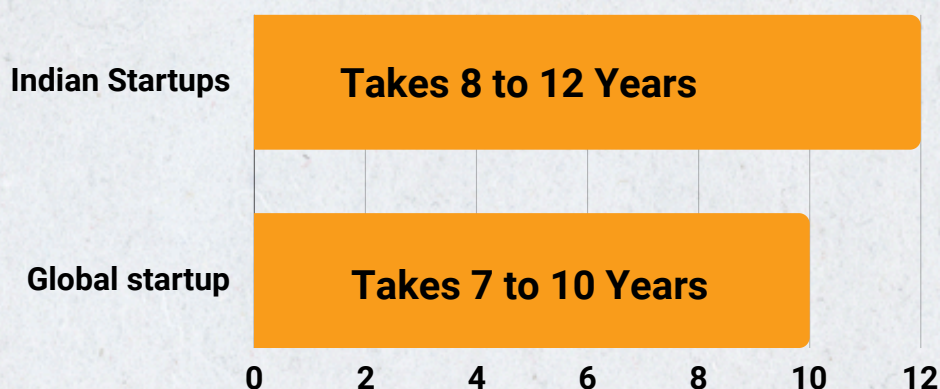 Indian Startups
Takes 8 to 12 Years
Global startup
Takes 7 to 10 Years
0 2 4 6 8 10 12